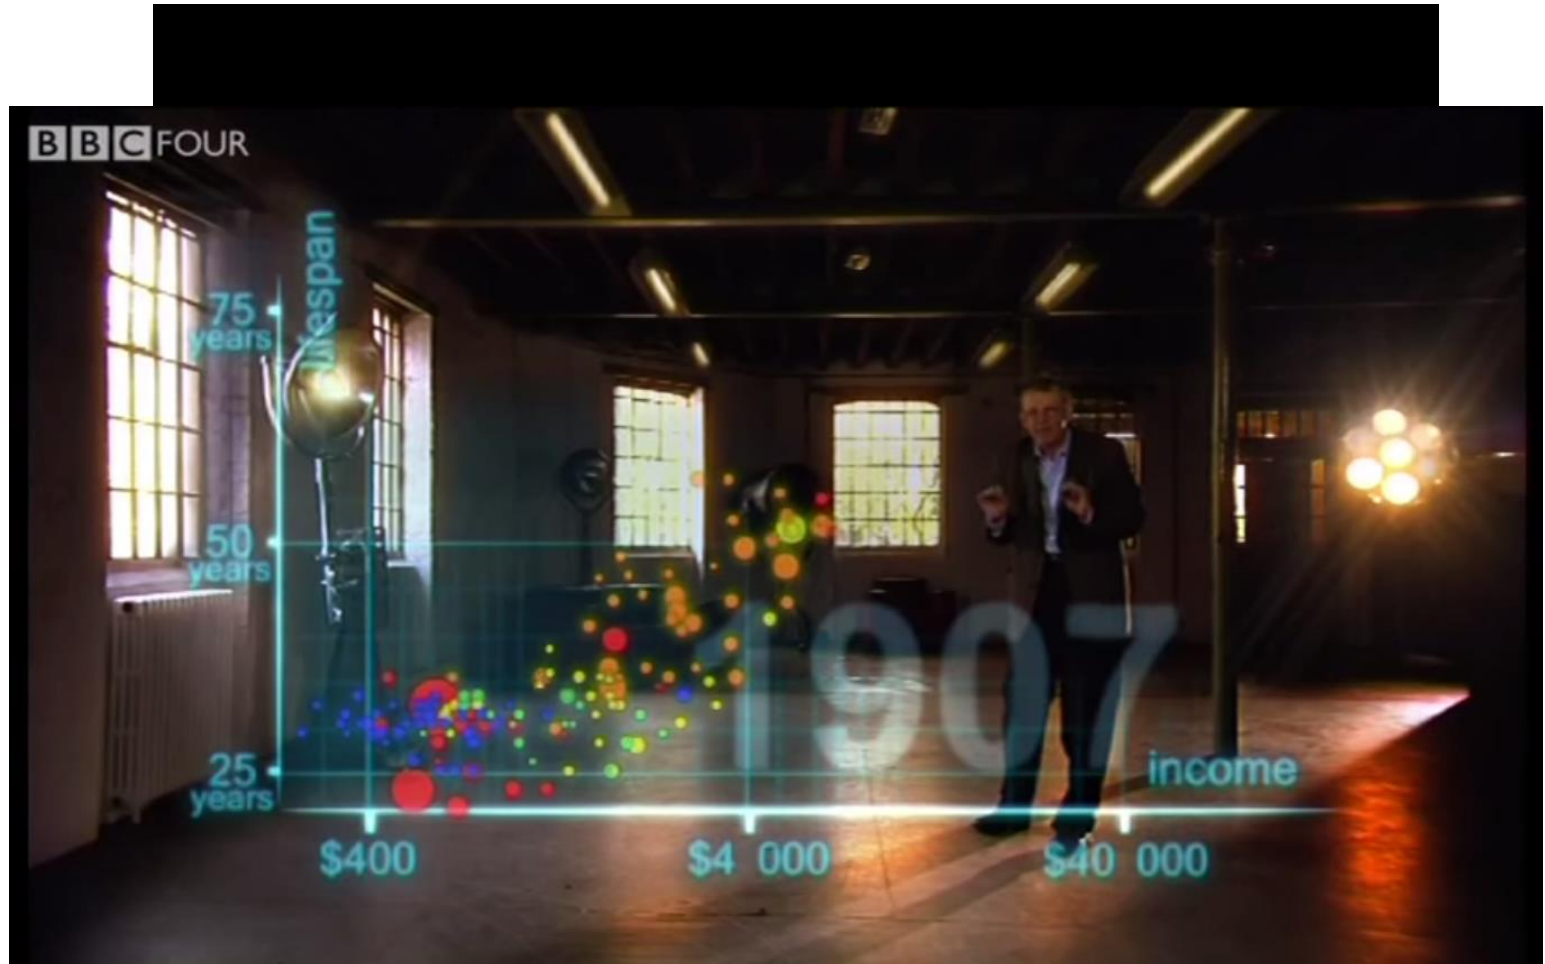 BBC FOUR
lifespan
75
years
50
years
1907
25
years
income
$400
$4 000
$40 000